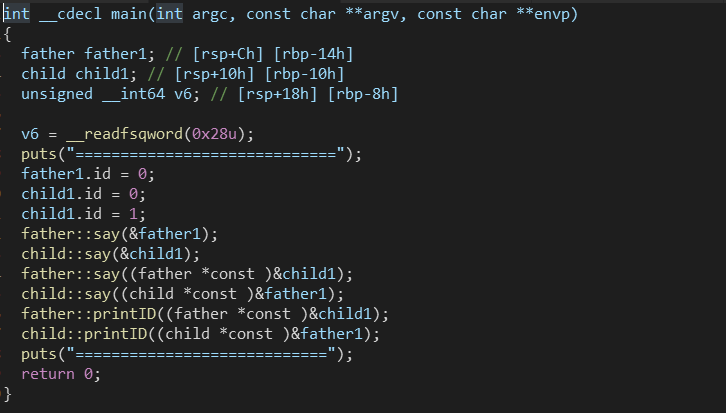 int __cdecl main(int argc, const char **argv, const char **envp)
{
father father1; // [rsp+Ch] [rbp-14h]
child child1; // [rsp+10h] [rbp-10h]
unsigned __int64 v6; // [rsp+18h] [rbp-8h]
v6 = __readfsqword(0x28u);
puts("=============================");
father1.id = 0;
child1.id = 0;
child1.id = 1;
father::say(&father1);
child::say(&child1);
father::say((father *const )&child1);
child::say((child *const )&father1);
father::printID((father *const )&child1);
child::printID((child *const )&father1);
puts("============================");
return 0;
}